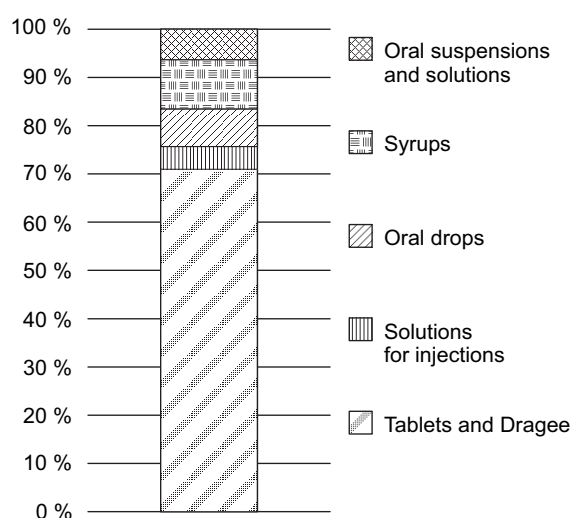 100 %
90 %
80 %
70 %
60 %
50 %
40 %
30 %
20 %
10 %
0 %
Oral suspensions
and solutions
Syrups
Oral drops
Solutions
for injections
Tablets and Dragee